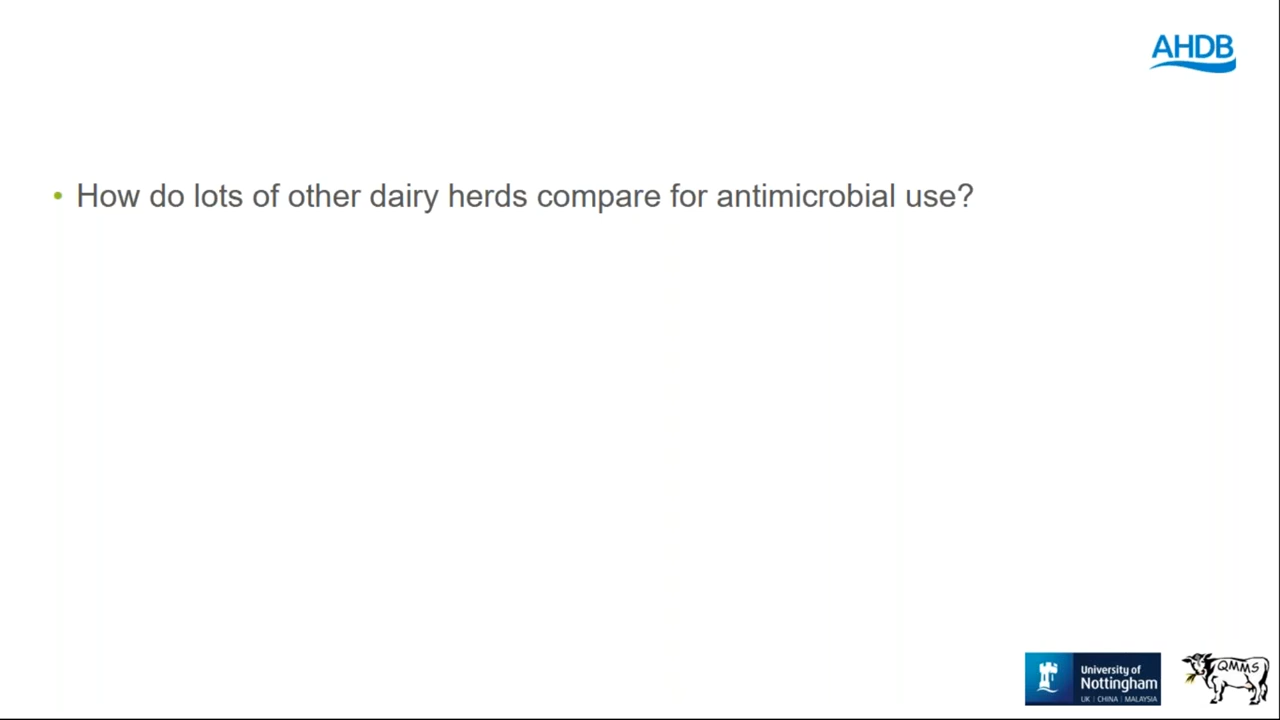 AHDB
• How do lots of other dairy herds compare for antimicrobial use?
University of
Nottingham
UK | CHINA | MALAYSIA
QMMS